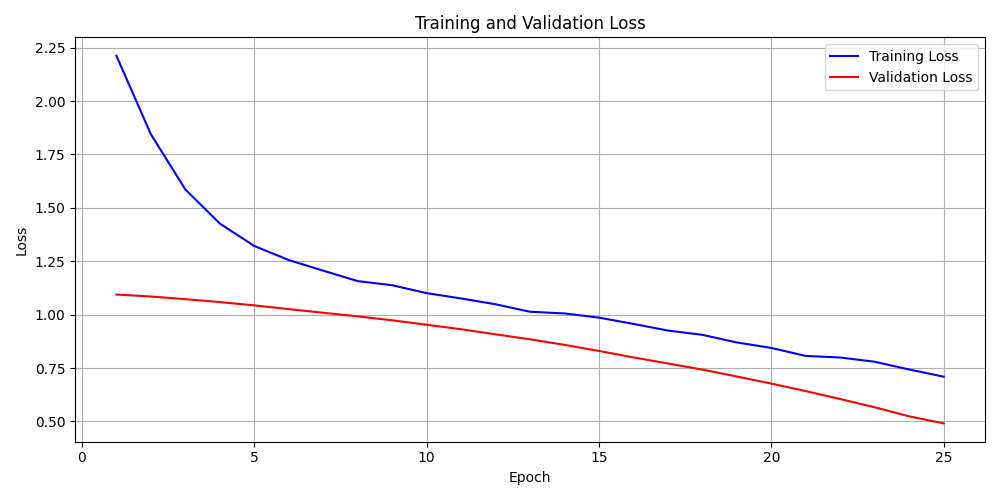 Training and Validation Loss
Training Loss
Validation Loss
2.25
2.00
1.75
1.50
1.25
1.00
0.75
0.50
Loss
0 5 10 15 20 25
Epoch